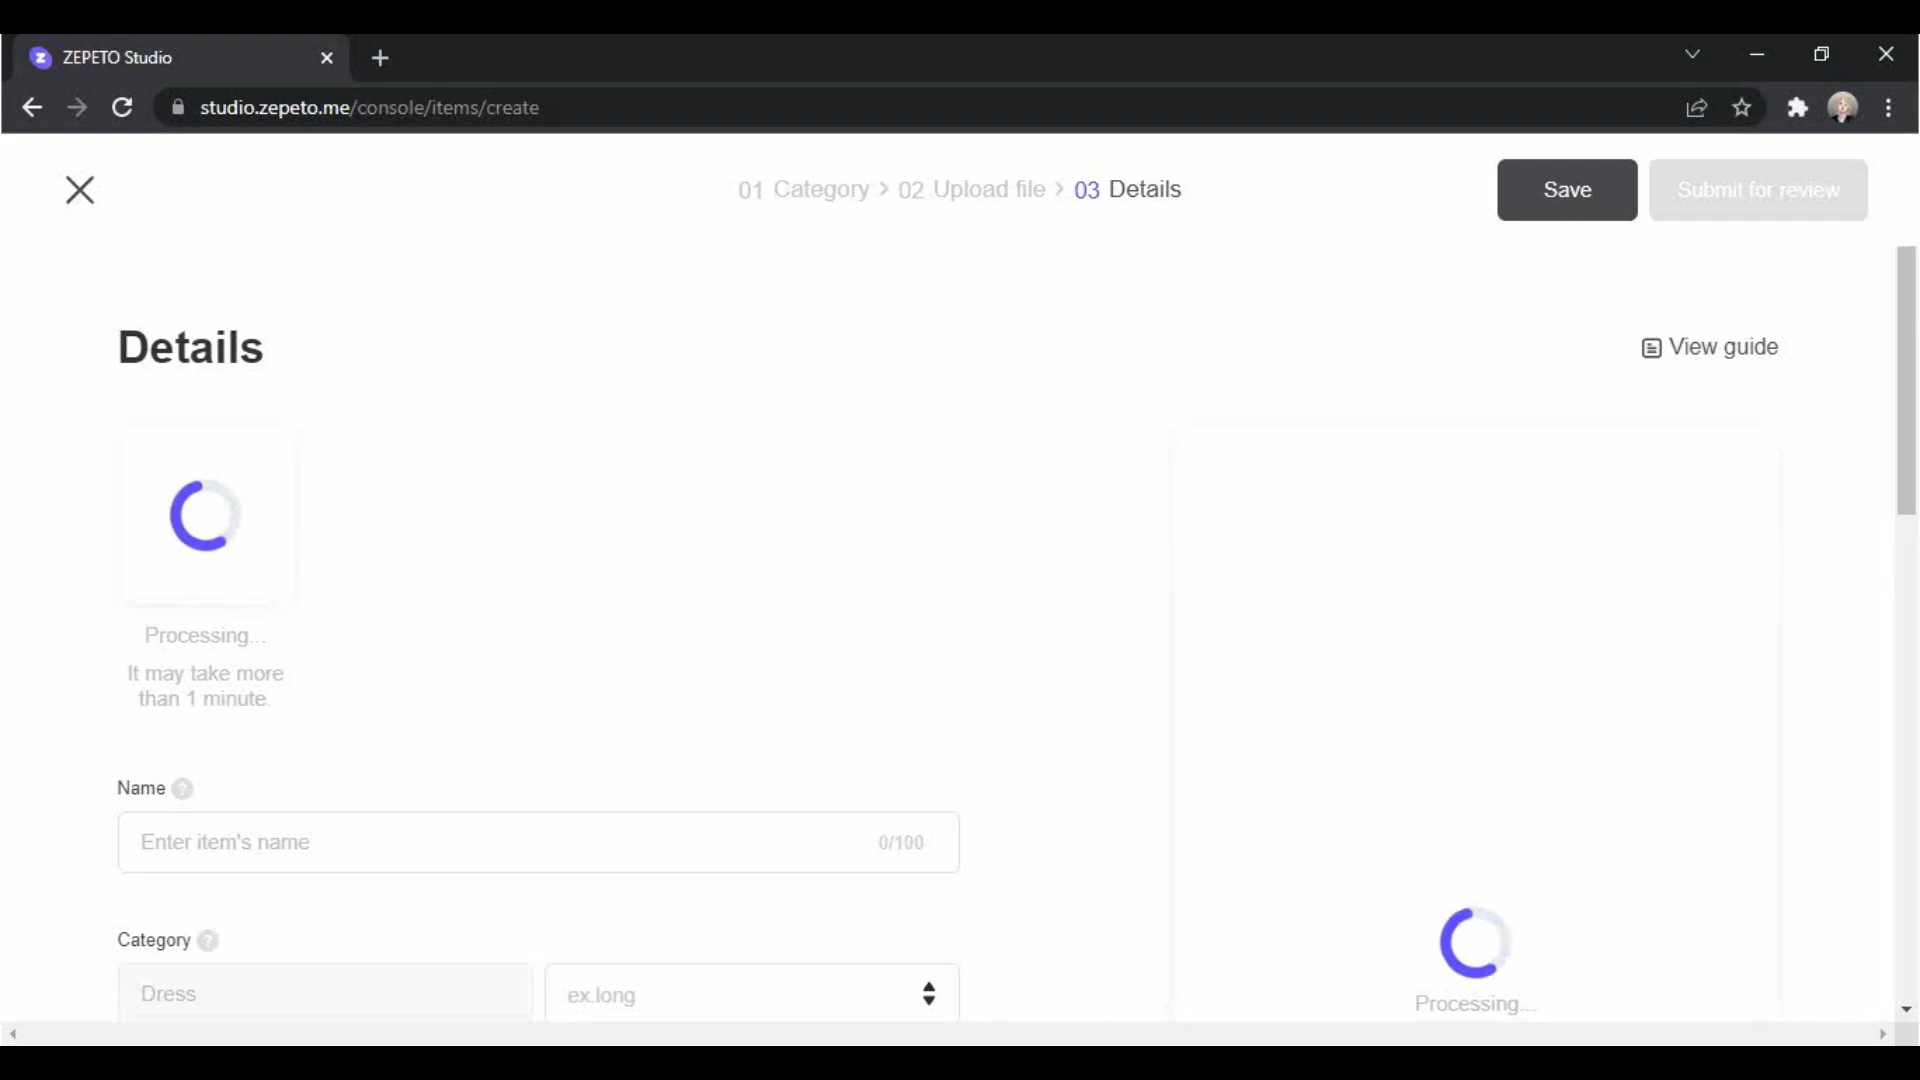 ZEPETO Studio
studio.zepeto.me/console/items/create
01 Category > 02 Upload file > 03 Details
Save
Submit for review
Details
View guide
Processing...
It may take more
than 1 minute.
Name ?
Enter item's name
0/100
Category ?
Dress
ex.long
Processing...